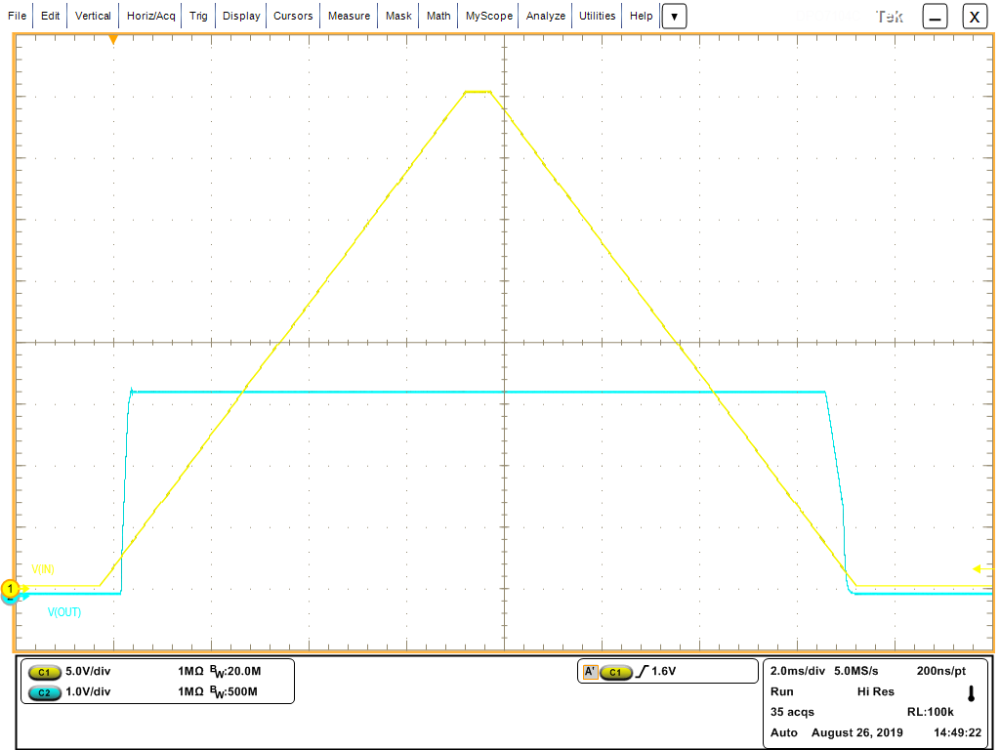 File Edit Vertical Horiz/Acq Trig Display Cursors Measure Mask Math MyScope Analyze Utilities Help Tek X
V(IN)
1
2
V(OUT)
C1 5.0V/div 1MΩ BW:20.0M
C2 1.0V/div 1MΩ BW:500M
A' C1 1.6V
2.0ms/div 5.0MS/s 200ns/pt
Run Hi Res
35 acqs RL:100k
Auto August 26, 2019 14:49:22